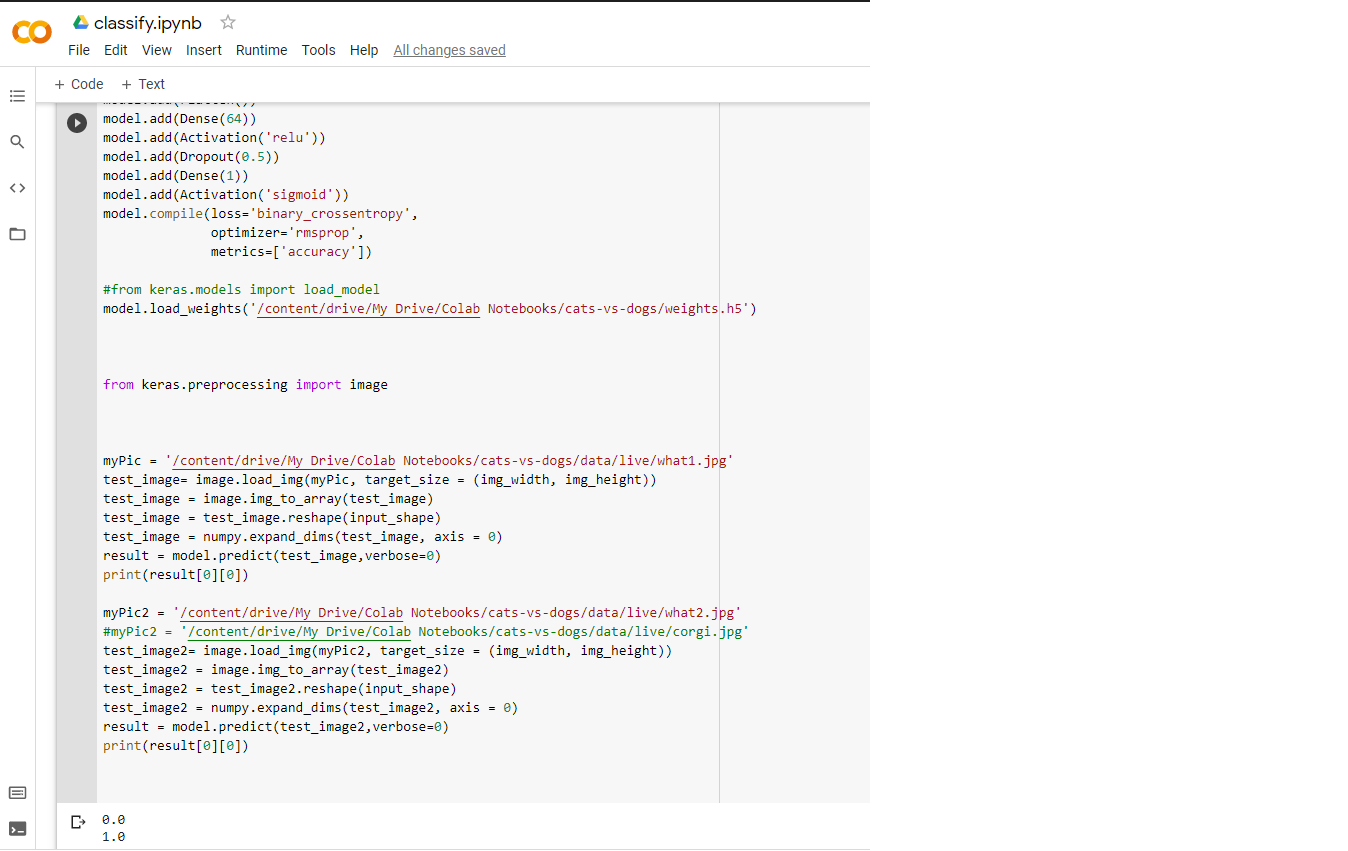 classify.ipynb
File Edit View Insert Runtime Tools Help All changes saved
+ Code + Text
model.add(Dense(64))
model.add(Activation('relu'))
model.add(Dropout(0.5))
model.add(Dense(1))
model.add(Activation('sigmoid'))
model.compile(loss='binary_crossentropy',
optimizer='rmsprop',
metrics=['accuracy'])
#from keras.models import load_model
model.load_weights('/content/drive/My Drive/Colab Notebooks/cats-vs-dogs/weights.h5')
from keras.preprocessing import image
myPic = '/content/drive/My Drive/Colab Notebooks/cats-vs-dogs/data/live/what1.jpg'
test_image= image.load_img(myPic, target_size = (img_width, img_height))
test_image = image.img_to_array(test_image)
test_image = test_image.reshape(input_shape)
test_image = numpy.expand_dims(test_image, axis = 0)
result = model.predict(test_image,verbose=0)
print(result[0][0])
myPic2 = '/content/drive/My Drive/Colab Notebooks/cats-vs-dogs/data/live/what2.jpg'
#myPic2 = '/content/drive/My Drive/Colab Notebooks/cats-vs-dogs/data/live/corgi.jpg'
test_image2= image.load_img(myPic2, target_size = (img_width, img_height))
test_image2 = image.img_to_array(test_image2)
test_image2 = test_image2.reshape(input_shape)
test_image2 = numpy.expand_dims(test_image2, axis = 0)
result = model.predict(test_image2,verbose=0)
print(result[0][0])
0.0
1.0